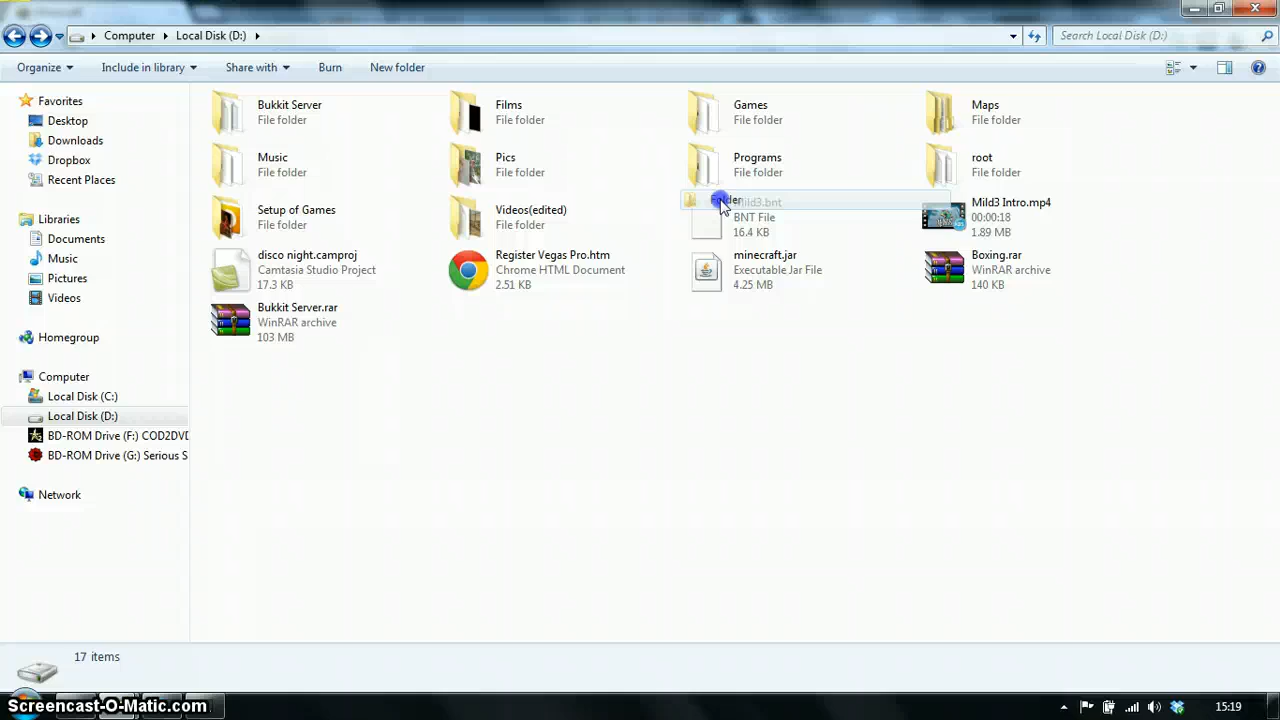 Computer
Local Disk (D:)
Search Local Disk (D:)
Organize
Include in library
Share with
Burn
New folder
Favorites
Desktop
Downloads
Dropbox
Recent Places
Libraries
Documents
Music
Pictures
Videos
Homegroup
Computer
Local Disk (C:)
Local Disk (D:)
BD-ROM Drive (F:) COD2DVD
BD-ROM Drive (G:) Serious S
Network
Bukkit Server
File folder
Films
File folder
Games
File folder
Maps
File folder
Music
File folder
Pics
File folder
Programs
File folder
root
File folder
Setup of Games
File folder
Videos(edited)
File folder
Folder
Mild3.bnt
BNT File
16.4 KB
Mild3 Intro.mp4
00:00:18
1.89 MB
disco night.camproj
Camtasia Studio Project
17.3 KB
Register Vegas Pro.htm
Chrome HTML Document
2.51 KB
minecraft.jar
Executable Jar File
4.25 MB
Boxing.rar
WinRAR archive
140 KB
Bukkit Server.rar
WinRAR archive
103 MB
17 items
Screencast-O-Matic.com
15:19